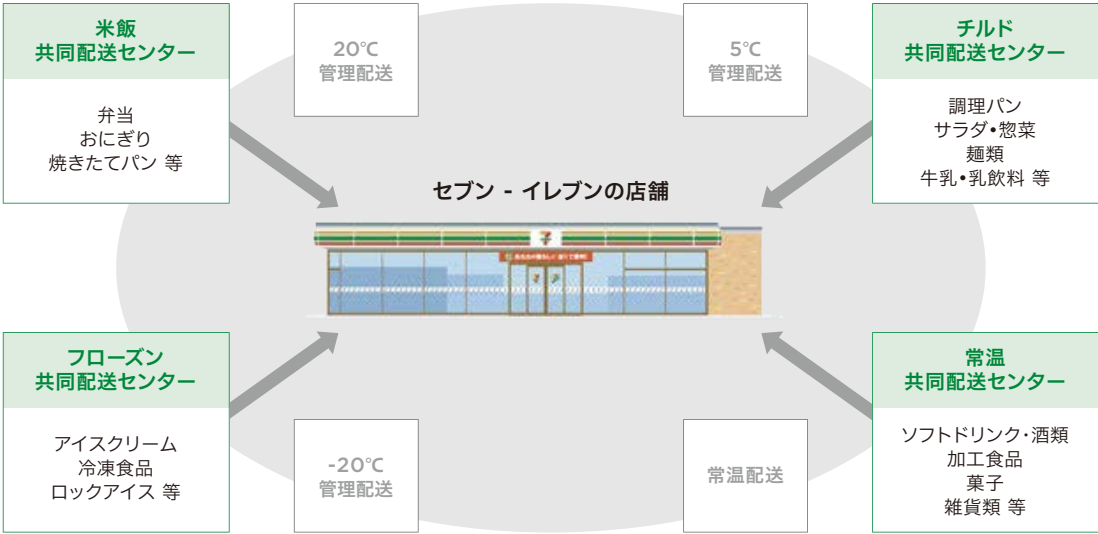 米飯
共同配送センター
弁当
おにぎり
焼きたてパン 等
20℃
管理配送
5℃
管理配送
チルド
共同配送センター
調理パン
サラダ・惣菜
麺類
牛乳・乳飲料 等
セブン - イレブンの店舗
フローズン
共同配送センター
アイスクリーム
冷凍食品
ロックアイス 等
-20℃
管理配送
常温配送
常温
共同配送センター
ソフトドリンク・酒類
加工食品
菓子
雑貨類 等